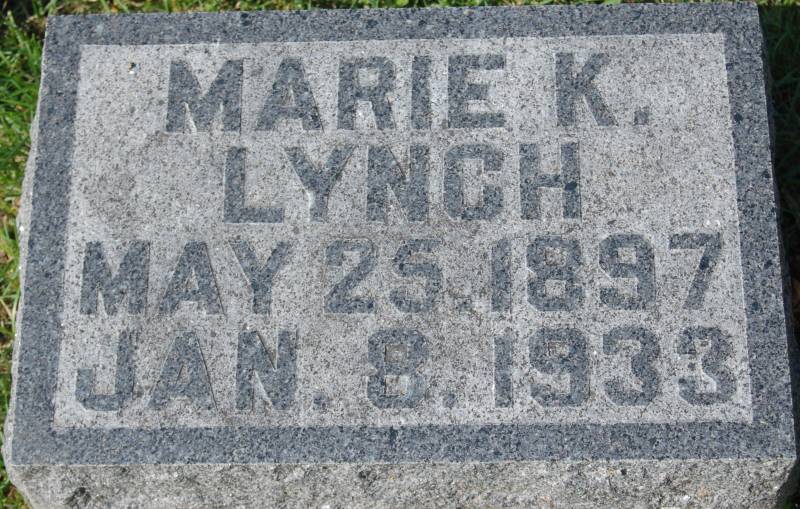 MARIE K.
LYNCH
MAY 25.1897
JAN. 8. 1933